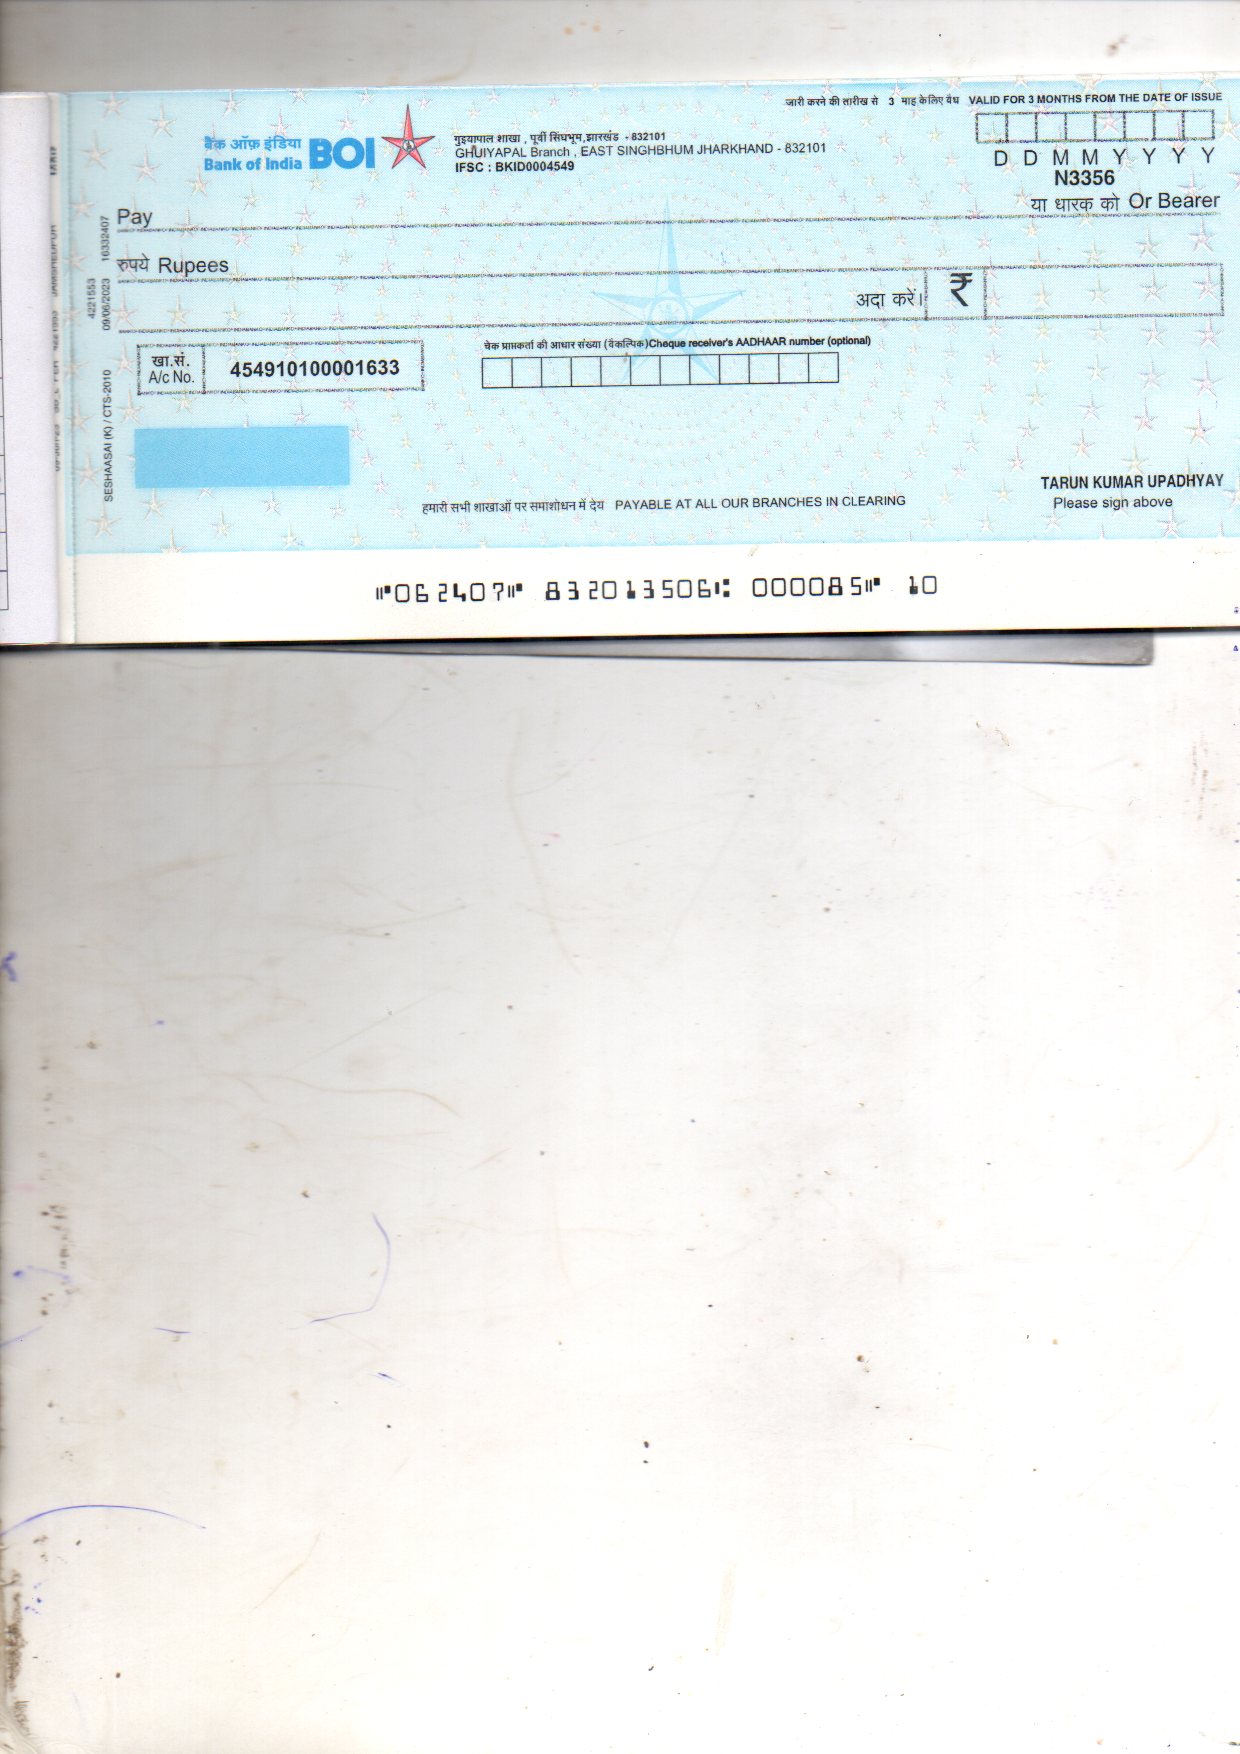 जारी करने की तारीख से 3 माह के लिए वैध VALID FOR 3 MONTHS FROM THE DATE OF ISSUE
बैंक ऑफ़ इंडिया
Bank of India BOI
गुइयापाल शाखा , पूर्वी सिंघभूम,झारखंड - 832101
GHUIYAPAL Branch , EAST SINGHBHUM JHARKHAND - 832101
IFSC : BKID0004549
D D M M Y Y Y Y
N3356
Pay
या धारक को Or Bearer
रुपये Rupees
अदा करें। ₹
खा.सं.
A/c No.
454910100001633
चेक प्राप्तकर्ता की आधार संख्या (वैकल्पिक)Cheque receiver's AADHAAR number (optional)
4221553
09/06/2023 16332407
SESHAASAI (K) / CTS-2010
TARUN KUMAR UPADHYAY
Please sign above
हमारी सभी शाखाओं पर समाशोधन में देय PAYABLE AT ALL OUR BRANCHES IN CLEARING
⑈062407⑈ 832013506⑆ 000085⑈ 10